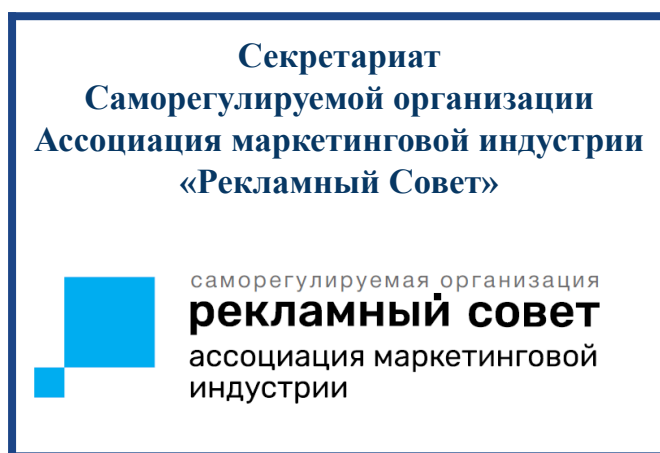 Секретариат
Саморегулируемой организации
Ассоциация маркетинговой индустрии
«Рекламный Совет»
саморегулируемая организация
рекламный совет
ассоциация маркетинговой
индустрии